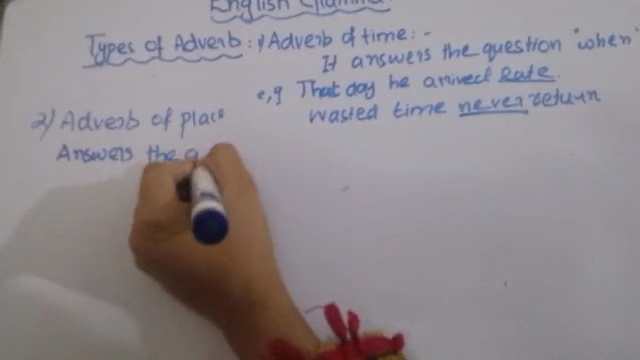 English Gramma
Types of Adverb : 1/ Adverb of time : -
It answers the question "when"
e,g That day he arrived late.
Wasted time never return
2/ Adverb of place
Answers the q